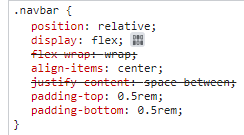 .navbar {
position: relative;
display: flex;
flex-wrap: wrap;
align-items: center;
justify-content: space-between;
padding-top: 0.5rem;
padding-bottom: 0.5rem;
}